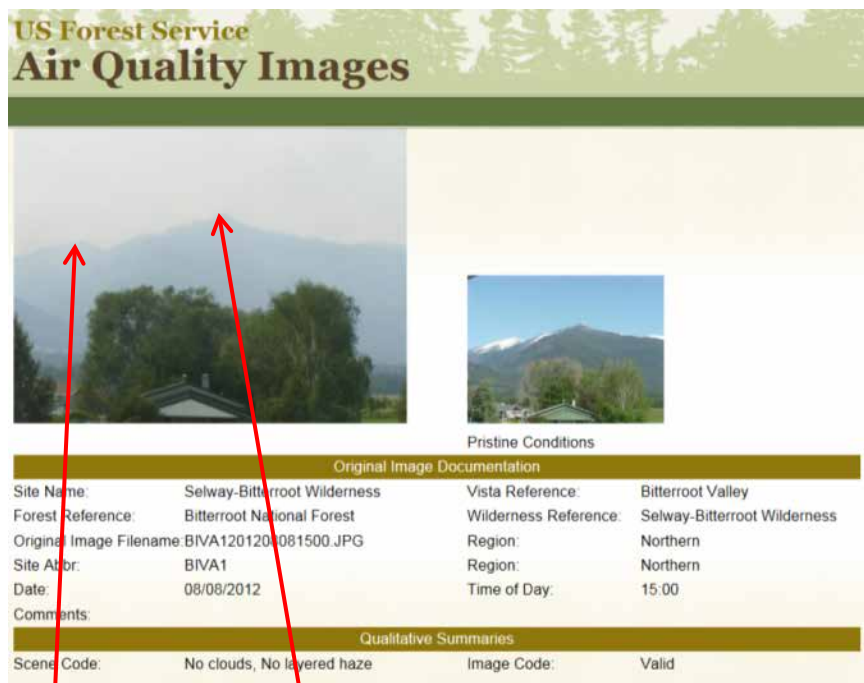 US Forest Service
Air Quality Images
Pristine Conditions
Original Image Documentation
Site Name: Selway-Bitterroot Wilderness Vista Reference: Bitterroot Valley
Forest Reference: Bitterroot National Forest Wilderness Reference: Selway-Bitterroot Wilderness
Original Image Filename: BIVA1201208081500.JPG Region: Northern
Site Abbr: BIVA1 Region: Northern
Date: 08/08/2012 Time of Day: 15:00
Comments:
Qualitative Summaries
Scene Code: No clouds, No layered haze Image Code: Valid